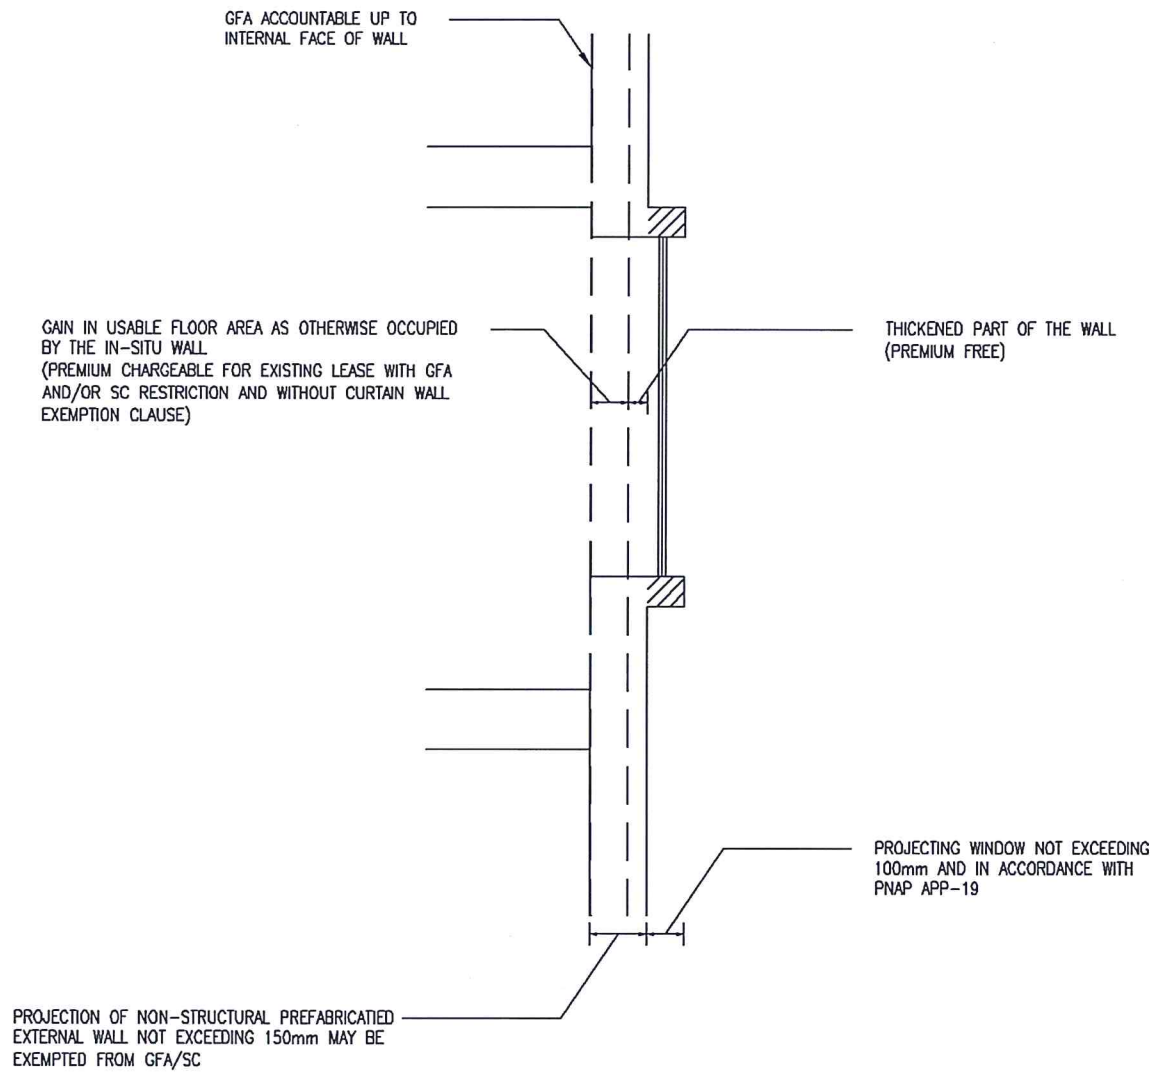 GFA ACCOUNTABLE UP TO
INTERNAL FACE OF WALL
GAIN IN USABLE FLOOR AREA AS OTHERWISE OCCUPIED
BY THE IN-SITU WALL
(PREMIUM CHARGEABLE FOR EXISTING LEASE WITH GFA
AND/OR SC RESTRICTION AND WITHOUT CURTAIN WALL
EXEMPTION CLAUSE)
THICKENED PART OF THE WALL
(PREMIUM FREE)
PROJECTING WINDOW NOT EXCEEDING
100mm AND IN ACCORDANCE WITH
PNAP APP-19
PROJECTION OF NON-STRUCTURAL PREFABRICATIED
EXTERNAL WALL NOT EXCEEDING 150mm MAY BE
EXEMPTED FROM GFA/SC